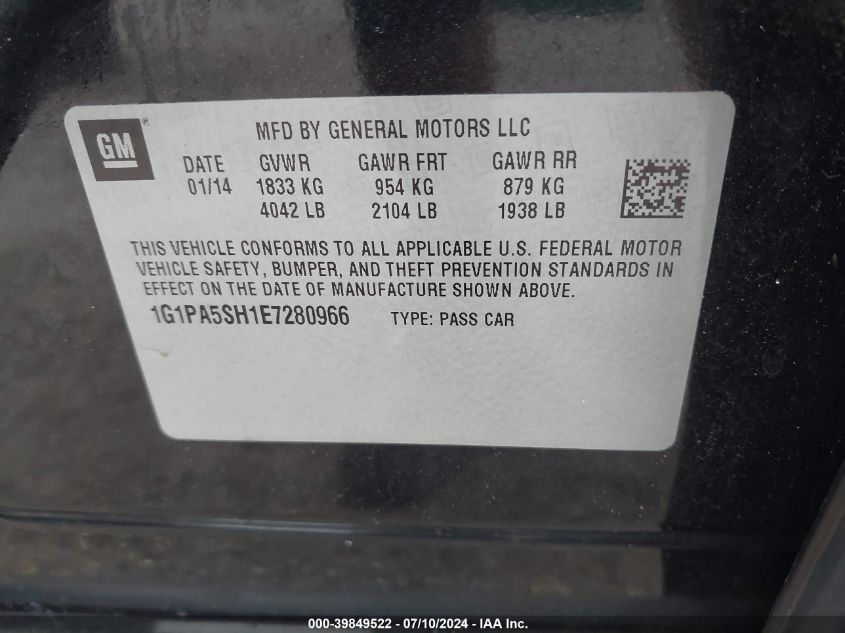 GM®
MFD BY GENERAL MOTORS LLC
DATE GVWR GAWR FRT GAWR RR
01/14 1833 KG 954 KG 879 KG
4042 LB 2104 LB 1938 LB
THIS VEHICLE CONFORMS TO ALL APPLICABLE U.S. FEDERAL MOTOR
VEHICLE SAFETY, BUMPER, AND THEFT PREVENTION STANDARDS IN
EFFECT ON THE DATE OF MANUFACTURE SHOWN ABOVE.
1G1PA5SH1E7280966 TYPE: PASS CAR
000-39849522 - 07/10/2024 - IAA Inc.